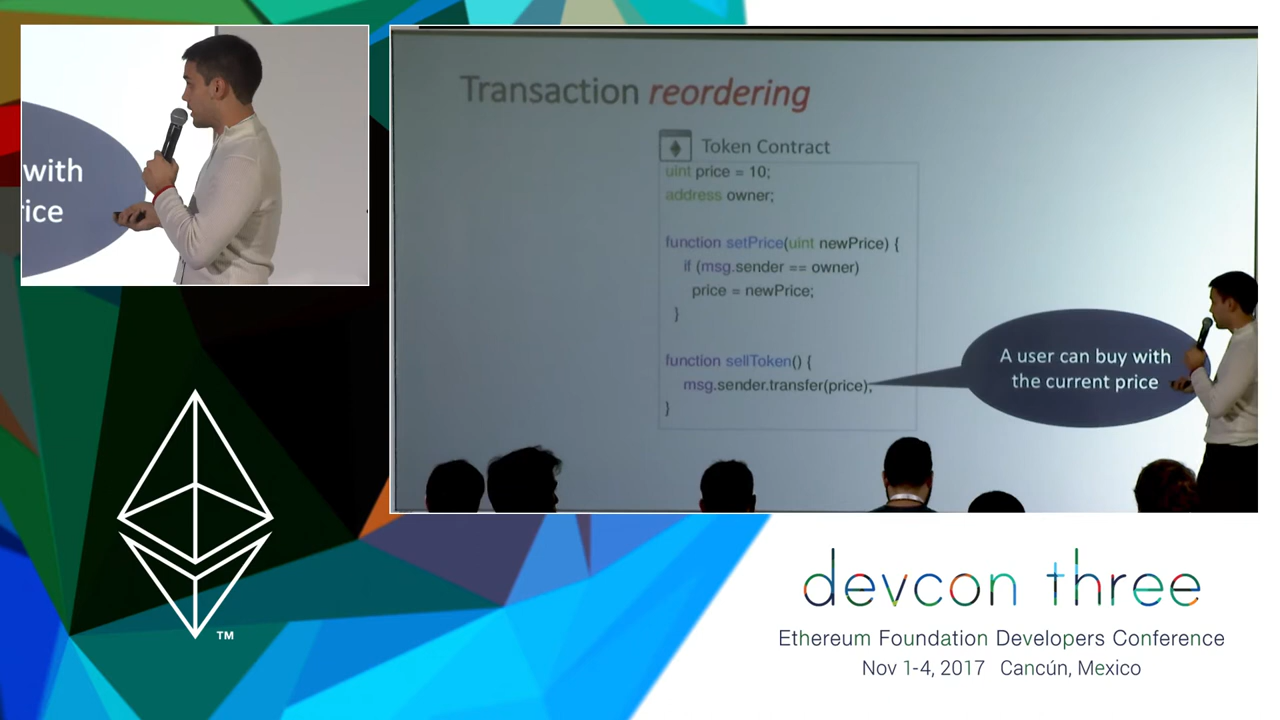 with
rice
Transaction reordering
Token Contract
uint price = 10;
address owner;
function setPrice(uint newPrice) {
if (msg.sender == owner)
price = newPrice;
}
function sellToken() {
msg.sender.transfer(price);
}
A user can buy with
the current price
TM
devcon three
Ethereum Foundation Developers Conference
Nov 1-4, 2017 Cancún, Mexico